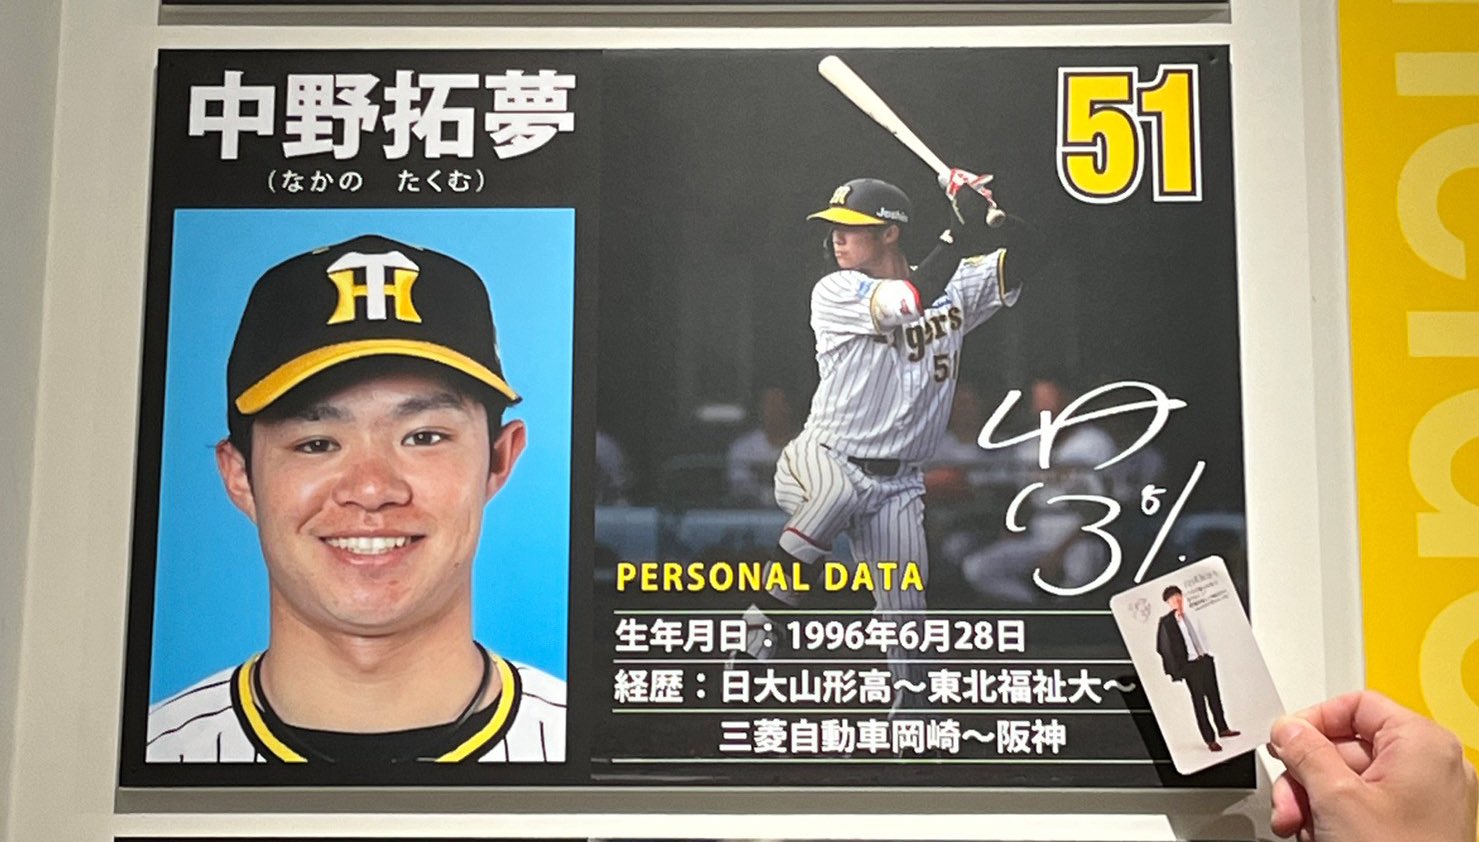 中野拓夢
（なかの　たくむ）
51
Tigers
51
PERSONAL DATA
生年月日：1996年6月28日
経歴：日大山形高～東北福祉大～
三菱自動車岡崎～阪神